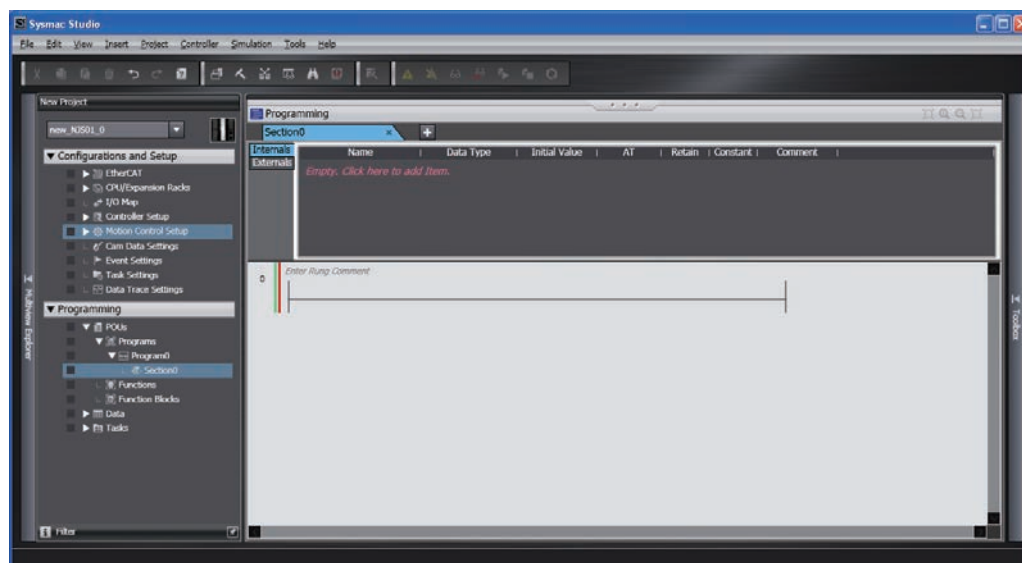 Sysmac Studio
File Edit View Insert Project Controller Simulation Tools Help
New Project
new_NJ501_0
Configurations and Setup
EtherCAT
CPU/Expansion Racks
I/O Map
Controller Setup
Motion Control Setup
Cam Data Settings
Event Settings
Task Settings
Data Trace Settings
Programming
POUs
Programs
Program0
Section0
Functions
Function Blocks
Data
Tasks
Filter
Multiview Explorer
Programming
Section0
Internals
Externals
Name Data Type Initial Value AT Retain Constant Comment
Empty. Click here to add Item.
0
Enter Rung Comment
Toolbox